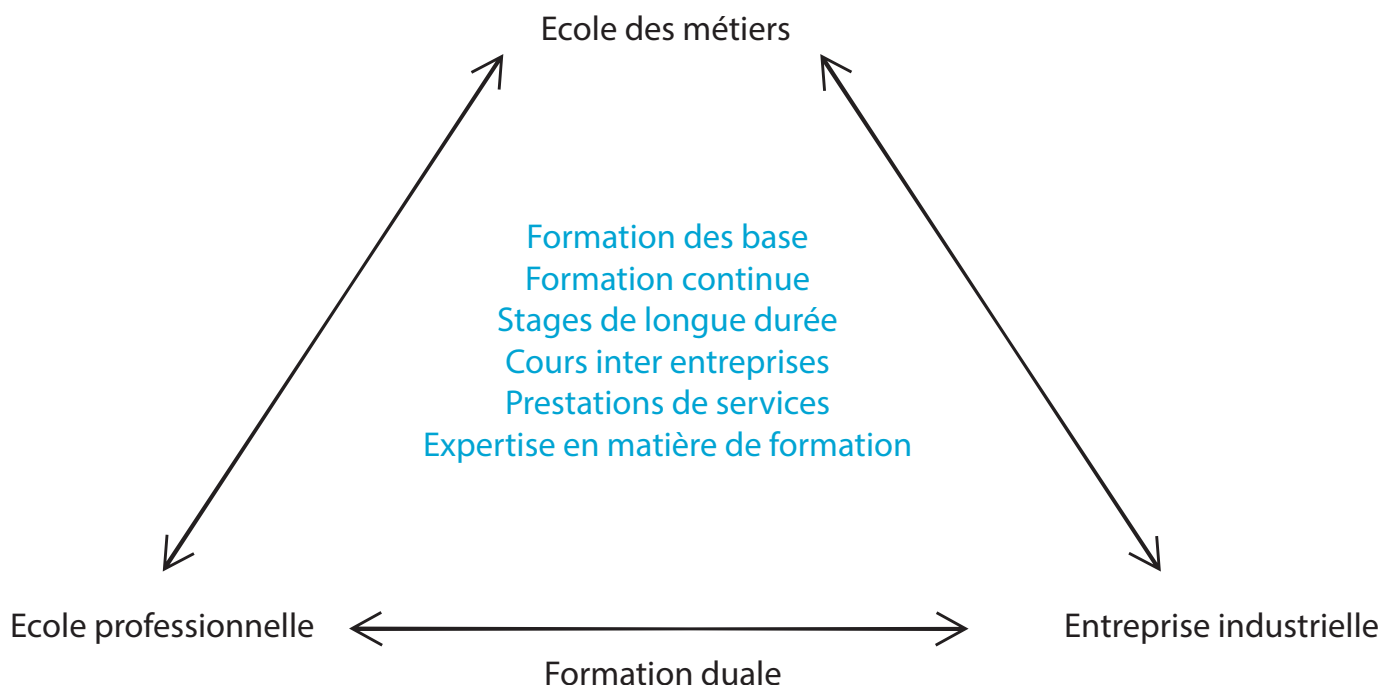 Ecole des métiers
Formation des base
Formation continue
Stages de longue durée
Cours inter entreprises
Prestations de services
Expertise en matière de formation
Ecole professionnelle
Entreprise industrielle
Formation duale